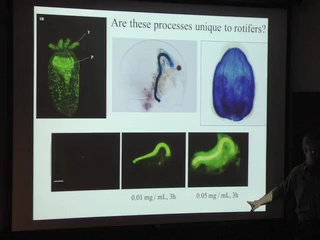 Are these processes unique to rotifers?
0.01 mg / mL, 3h
0.05 mg / mL, 3h